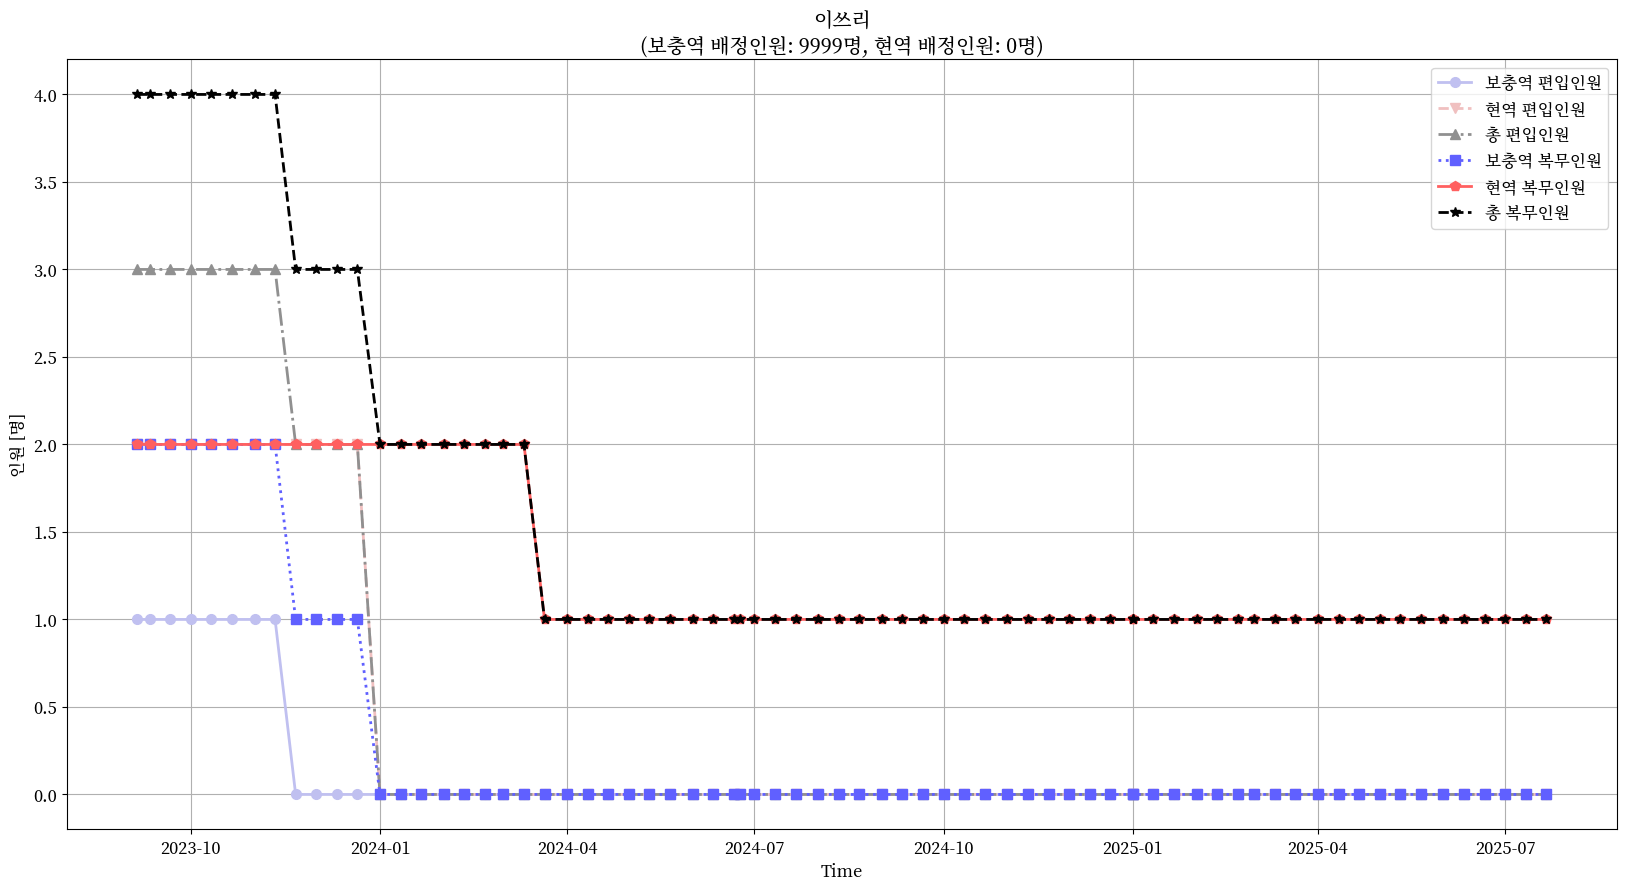 이쓰리
(보충역 배정인원: 9999명, 현역 배정인원: 0명)
보충역 편입인원
현역 편입인원
총 편입인원
보충역 복무인원
현역 복무인원
총 복무인원
인원 [명]
4.0
3.5
3.0
2.5
2.0
1.5
1.0
0.5
0.0
2023-10
2024-01
2024-04
2024-07
2024-10
2025-01
2025-04
2025-07
Time